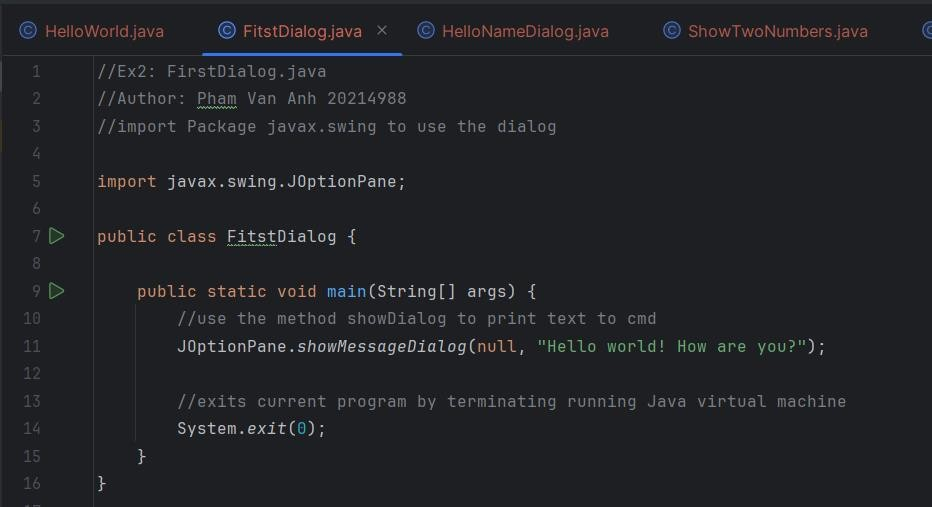 HelloWorld.java FitstDialog.java HelloNameDialog.java ShowTwoNumbers.java
1 //Ex2: FirstDialog.java
2 //Author: Pham Van Anh 20214988
3 //import Package javax.swing to use the dialog
4
5 import javax.swing.JOptionPane;
6
7 public class FitstDialog {
8
9 public static void main(String[] args) {
10 //use the method showDialog to print text to cmd
11 JOptionPane.showMessageDialog(null, "Hello world! How are you?");
12
13 //exits current program by terminating running Java virtual machine
14 System.exit(0);
15 }
16 }